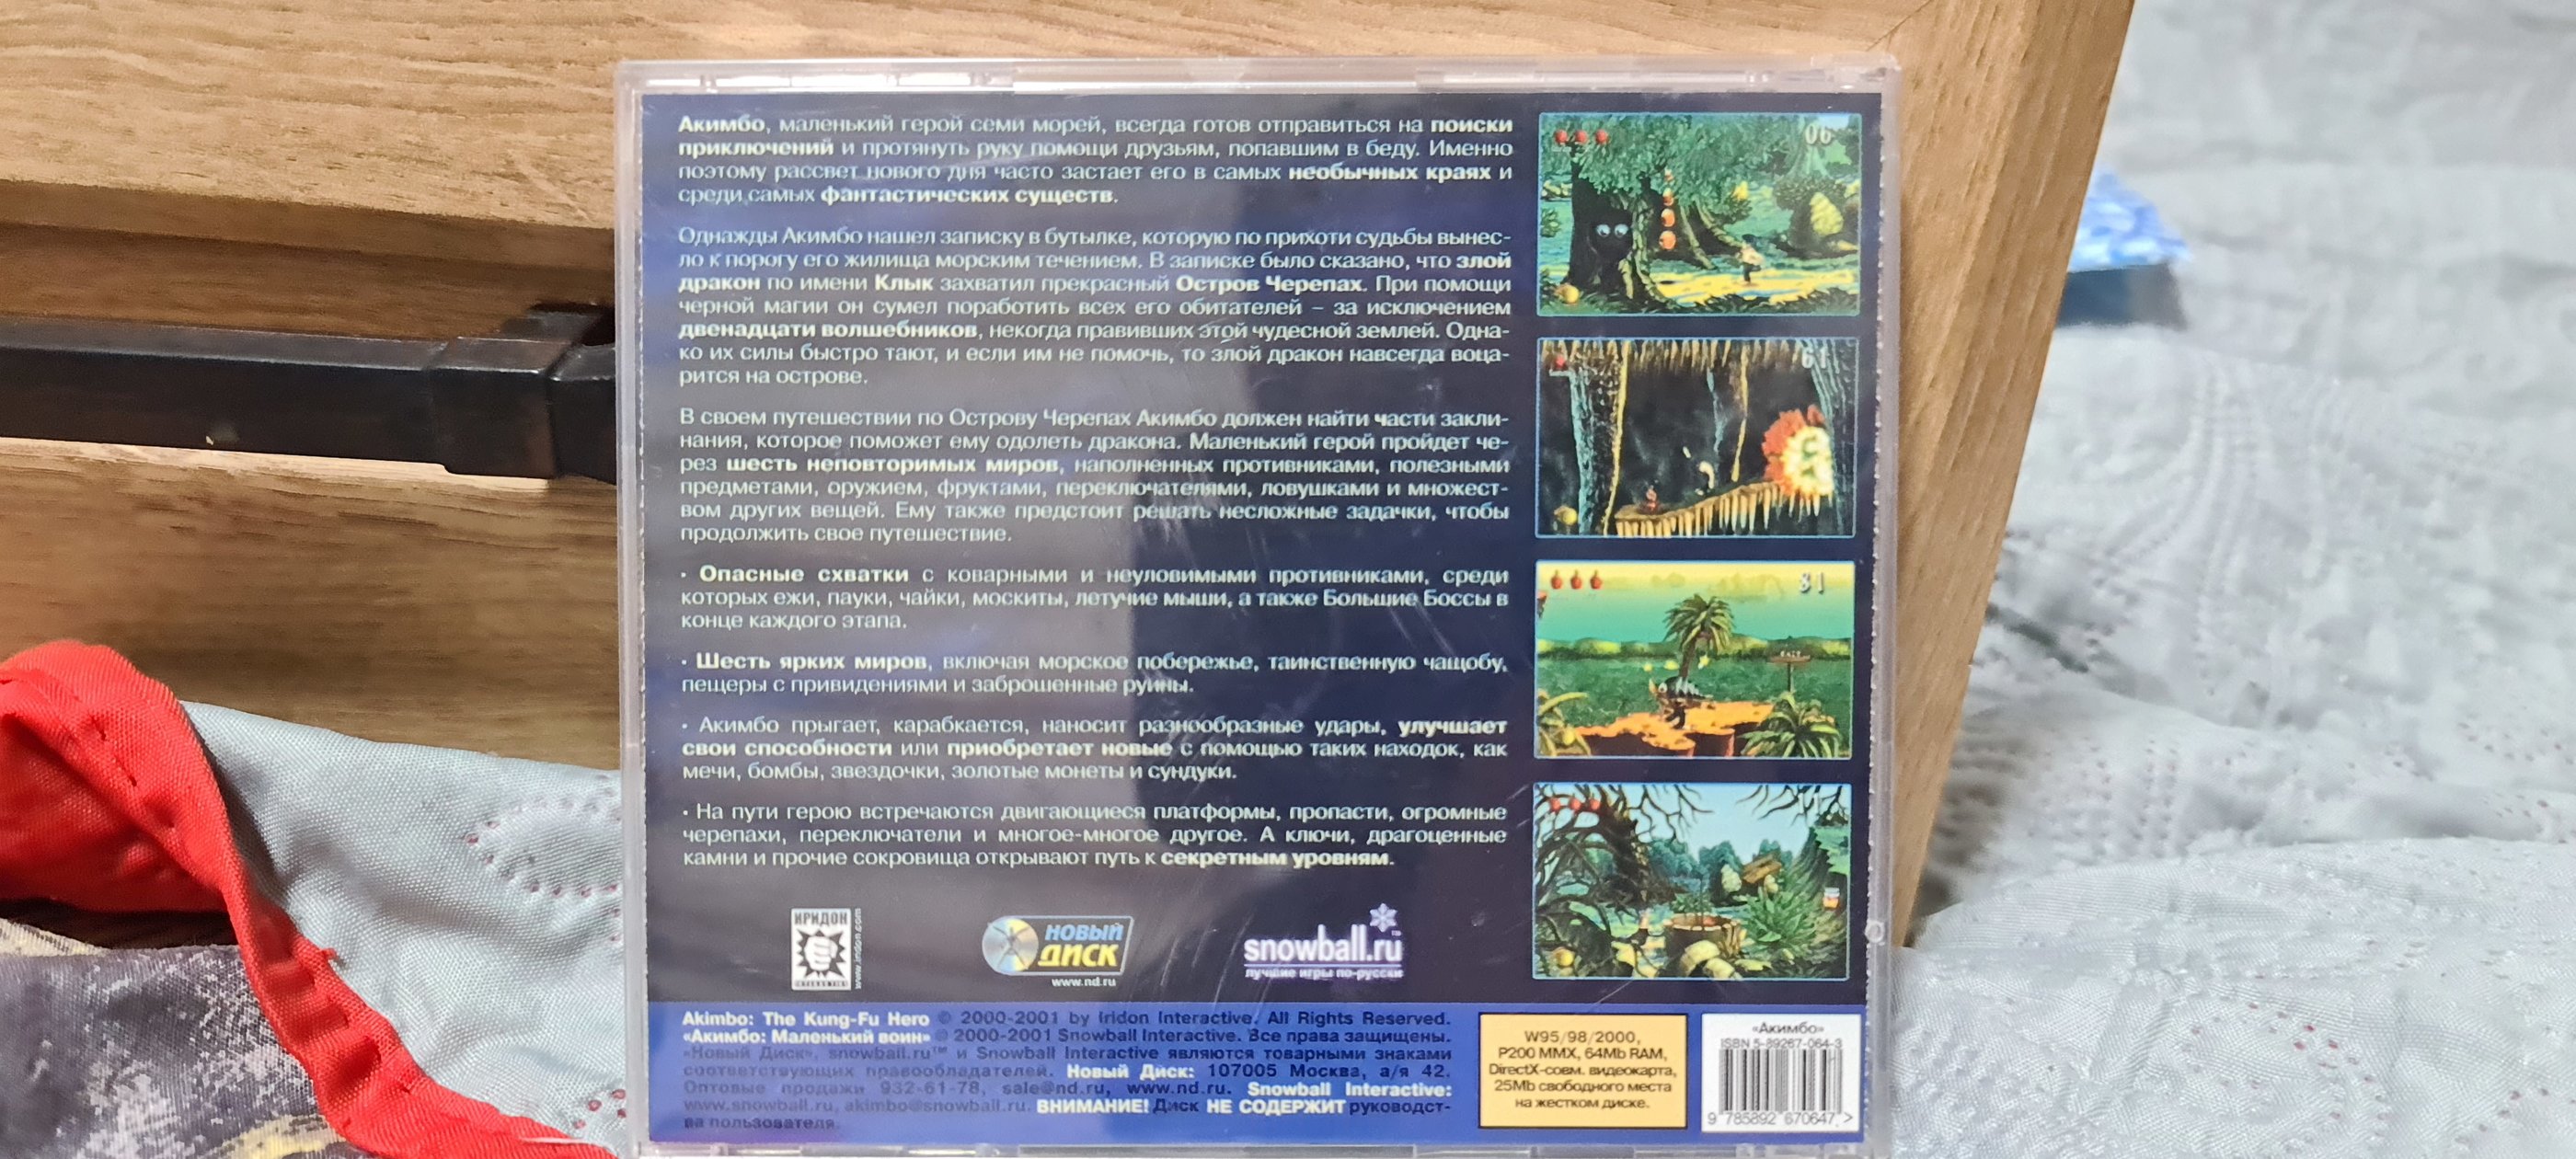 Акимбо, маленький герой семи морей, всегда готов отправиться на поиски
приключений и протянуть руку помощи друзьям, попавшим в беду. Именно
поэтому рассвет нового дня часто застает его в самых необычных краях и
среди самых фантастических существ.
Однажды Акимбо нашел записку в бутылке, которую по прихоти судьбы вынес-
ло к порогу его жилища морским течением. В записке было сказано, что злой
дракон по имени Клык захватил прекрасный Остров Черепах. При помощи
черной магии он сумел поработить всех его обитателей – за исключением
двенадцати волшебников, некогда правивших этой чудесной землей. Одна-
ко их силы быстро тают, и если им не помочь, то злой дракон навсегда воца-
рится на острове.
В своем путешествии по Острову Черепах Акимбо должен найти части закли-
нания, которое поможет ему одолеть дракона. Маленький герой пройдет че-
рез шесть неповторимых миров, наполненных противниками, полезными
предметами, оружием, фруктами, переключателями, ловушками и множест-
вом других вещей. Ему также предстоит решать несложные задачки, чтобы
продолжить свое путешествие.
· Опасные схватки с коварными и неуловимыми противниками, среди
которых ежи, пауки, чайки, москиты, летучие мыши, а также Большие Боссы в
конце каждого этапа.
· Шесть ярких миров, включая морское побережье, таинственную чащобу,
пещеры с привидениями и заброшенные руины.
· Акимбо прыгает, карабкается, наносит разнообразные удары, улучшает
свои способности или приобретает новые с помощью таких находок, как
мечи, бомбы, звездочки, золотые монеты и сундуки.
· На пути герою встречаются двигающиеся платформы, пропасти, огромные
черепахи, переключатели и многое-многое другое. А ключи, драгоценные
камни и прочие сокровища открывают путь к секретным уровням.
06
61
81
EXIT
ИРИДОН
INTERACTIVE
www.iridon.com
НОВЫЙ
ДИСК
www.nd.ru
snowball.ru
лучшие игры по-русски
Akimbo: The Kung-Fu Hero © 2000-2001 by Iridon Interactive. All Rights Reserved.
«Акимбо: Маленький воин» © 2000-2001 Snowball Interactive. Все права защищены.
«Новый Диск», snowball.ru™ и Snowball Interactive являются товарными знаками
соответствующих правообладателей. Новый Диск: 107005 Москва, а/я 42.
Оптовые продажи 932-61-78, sale@nd.ru, www.nd.ru. Snowball Interactive:
www.snowball.ru, akimbo@snowball.ru. ВНИМАНИЕ! Диск НЕ СОДЕРЖИТ руководст-
ва пользователя.
W95/98/2000,
P200 MMX, 64Mb RAM,
DirectX-совм. видеокарта,
25Mb свободного места
на жестком диске.
«Акимбо»
ISBN 5-89267-064-3
9 785892 670647 >